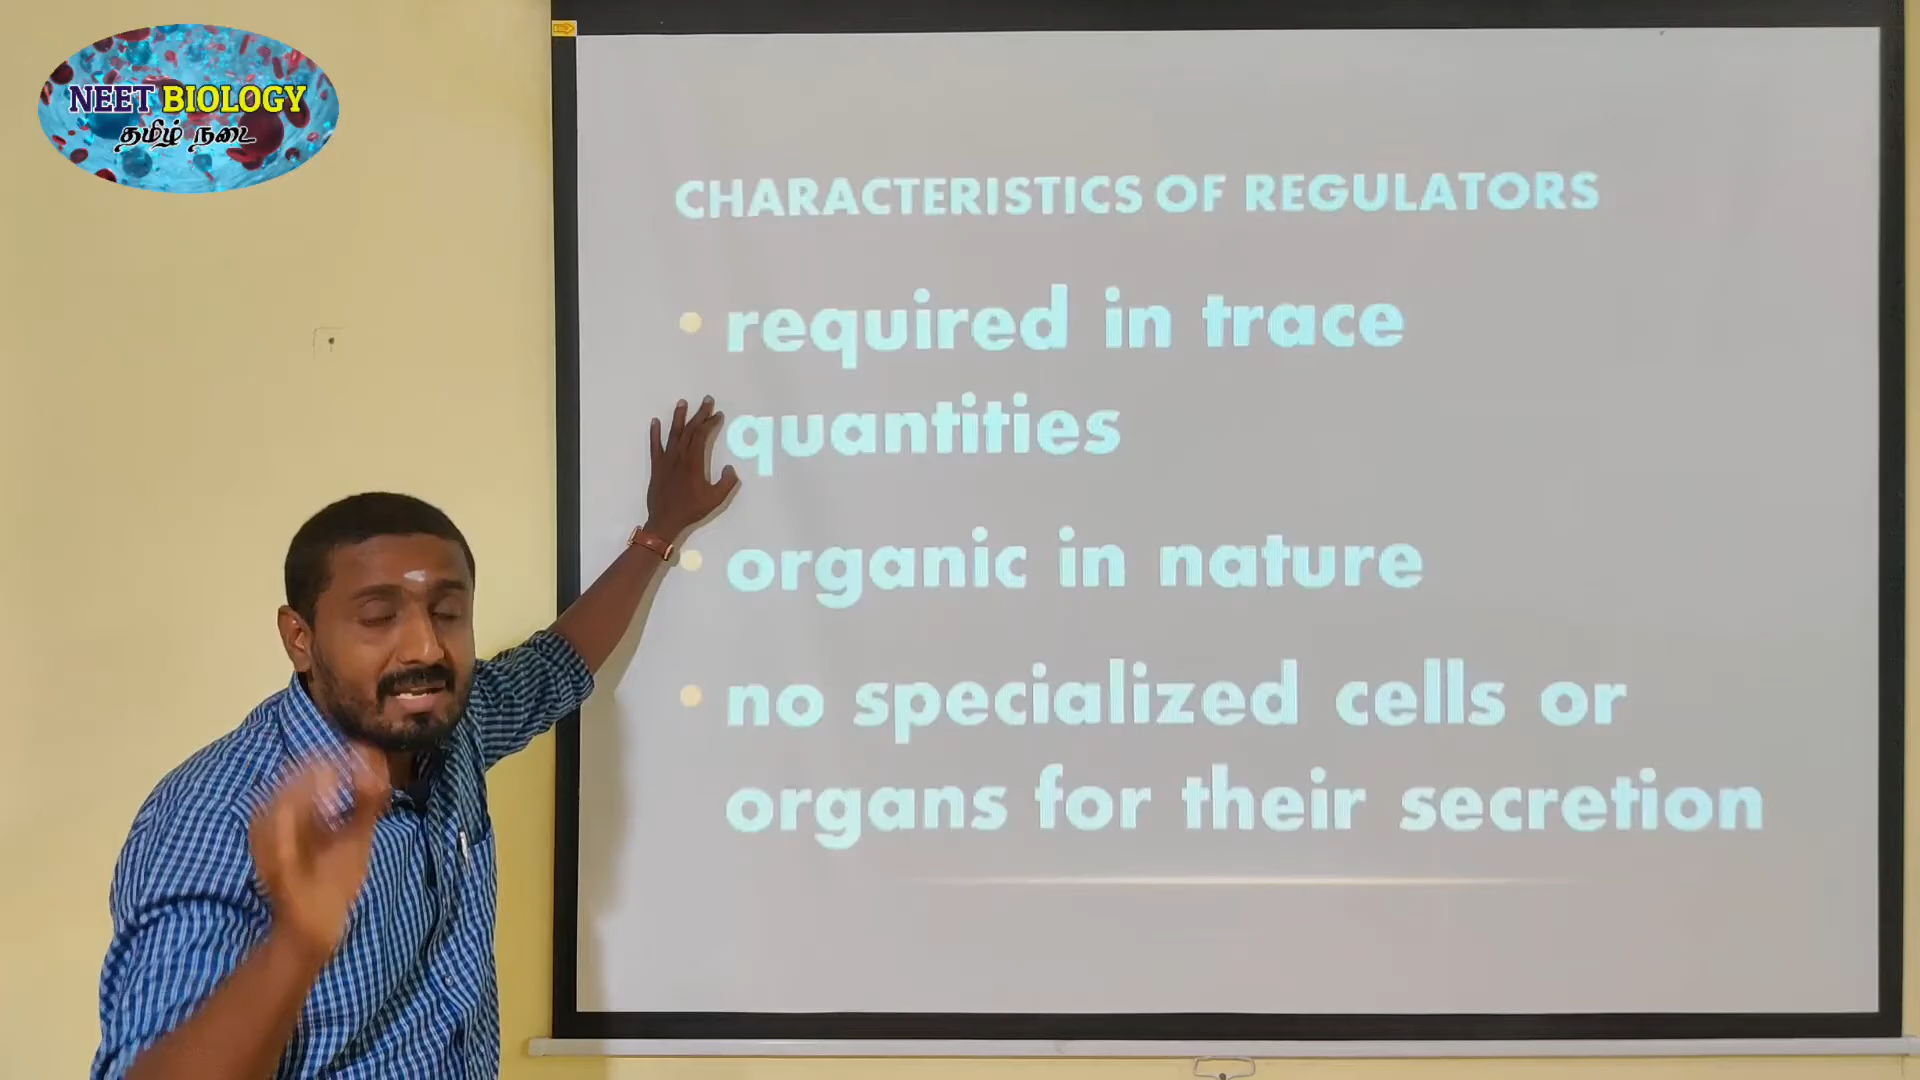 NEET BIOLOGY
தமிழ் நடை
CHARACTERISTICS OF REGULATORS
• required in trace
quantities
• organic in nature
• no specialized cells or
organs for their secretion